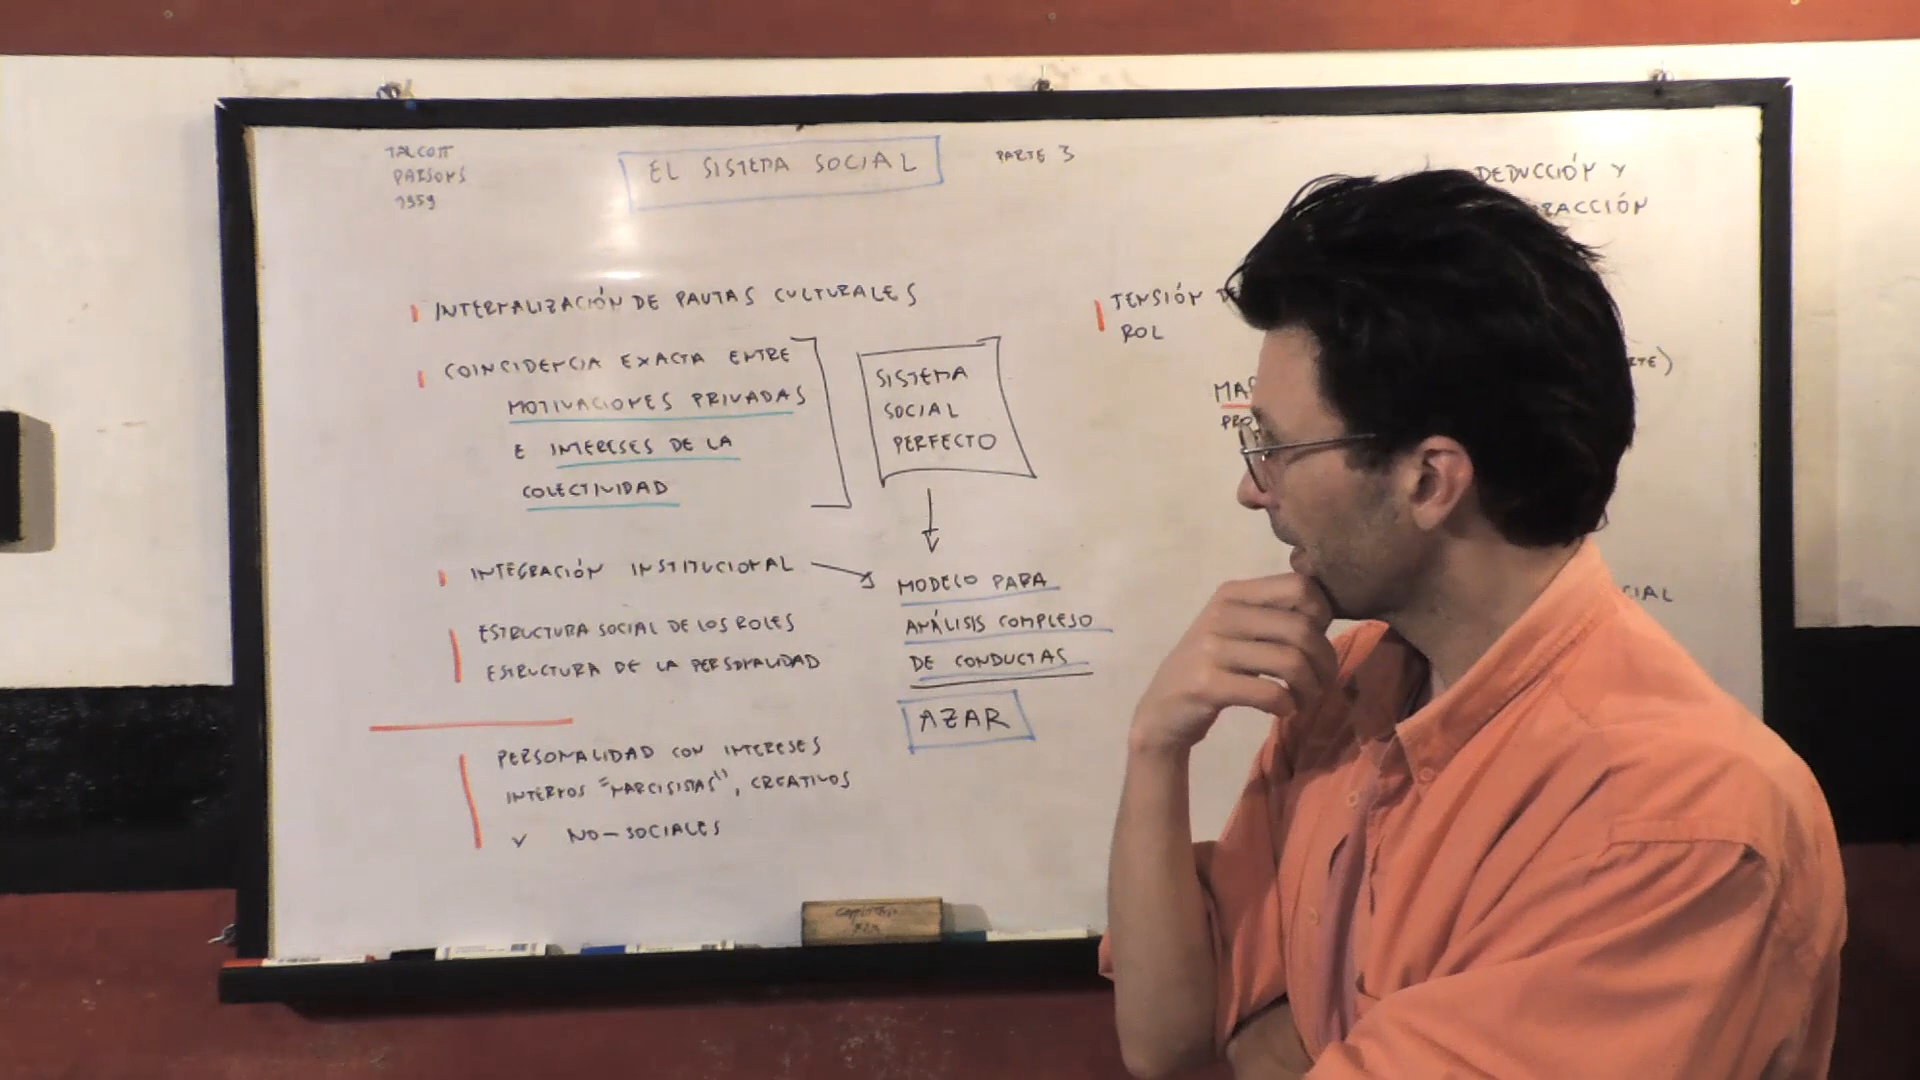 TALCOTT
PARSONS
1959
EL SISTEMA SOCIAL
PARTE 3
INTERNALIZACIÓN DE PAUTAS CULTURALES
COINCIDENCIA EXACTA ENTRE
MOTIVACIONES PRIVADAS
E INTERESES DE LA
COLECTIVIDAD
SISTEMA
SOCIAL
PERFECTO
INTEGRACIÓN INSTITUCIONAL
MODELO PARA
ANÁLISIS COMPLEJO
DE CONDUCTAS
AZAR
ESTRUCTURA SOCIAL DE LOS ROLES
ESTRUCTURA DE LA PERSONALIDAD
PERSONALIDAD CON INTERESES
INTERNOS "NARCISISTAS", CREATIVOS
Y NO-SOCIALES
DEDUCCIÓN Y
RACCIÓN
TENSIÓN DE
ROL